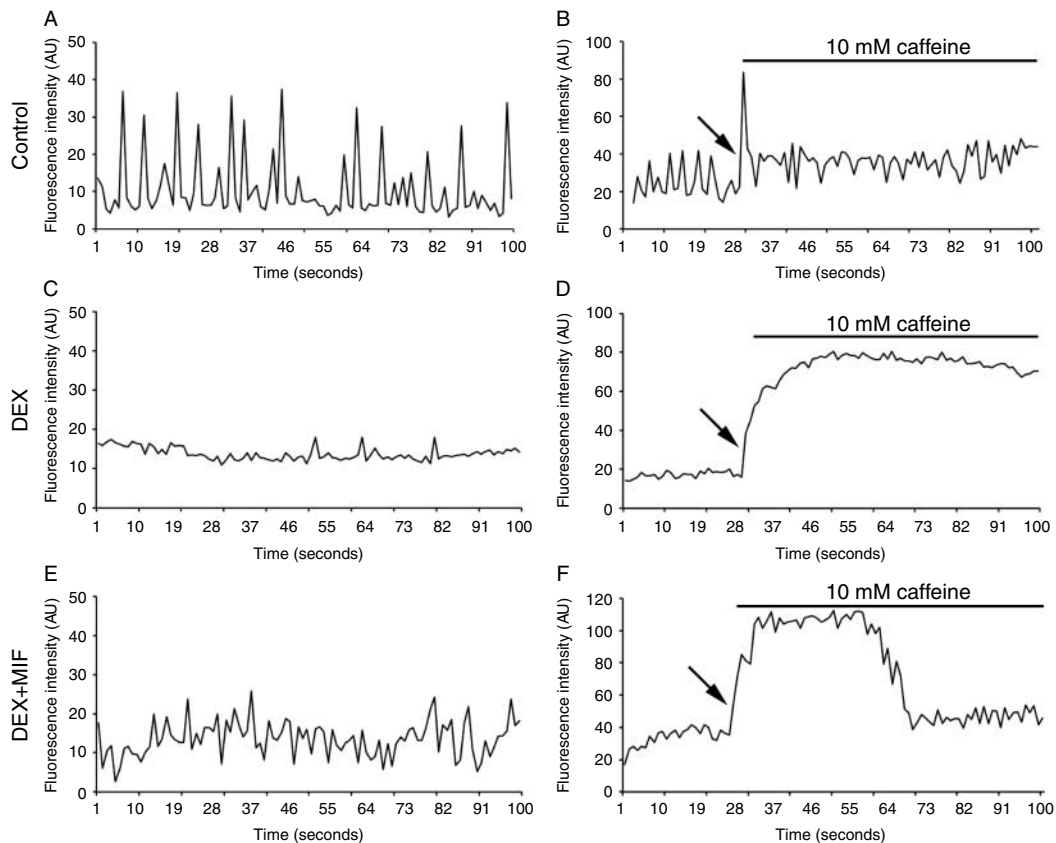 A
Control
Fluorescence intensity (AU)
50
40
30
20
10
0
1 10 19 28 37 46 55 64 73 82 91 100
Time (seconds)
B
10 mM caffeine
Fluorescence intensity (AU)
100
80
60
40
20
0
1 10 19 28 37 46 55 64 73 82 91 100
Time (seconds)
C
DEX
Fluorescence intensity (AU)
50
40
30
20
10
0
1 10 19 28 37 46 55 64 73 82 91 100
Time (seconds)
D
10 mM caffeine
Fluorescence intensity (AU)
100
80
60
40
20
0
1 10 19 28 37 46 55 64 73 82 91 100
Time (seconds)
E
DEX+MIF
Fluorescence intensity (AU)
50
40
30
20
10
0
1 10 19 28 37 46 55 64 73 82 91 100
Time (seconds)
F
10 mM caffeine
Fluorescence intensity (AU)
120
100
80
60
40
20
0
1 10 19 28 37 46 55 64 73 82 91 100
Time (seconds)